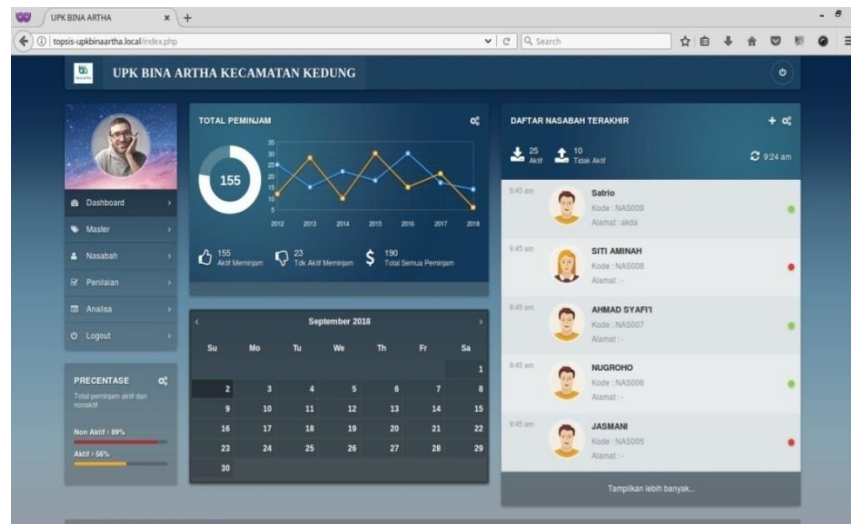 UPK BINA ARTHA
topsis-upkbinaartha.local/index.php
Search
UPK BINA ARTHA KECAMATAN KEDUNG
Dashboard
Master
Nasabah
Penilaian
Analisa
Logout
PRECENTASE
Total peminjam aktif dan
nonaktif
Non Aktif - 89%
Aktif - 56%
TOTAL PEMINJAM
155
35
30
25
20
15
10
5
2012 2013 2014 2015 2016 2017 2018
155
Aktif Meminjam
23
Tdk Aktif Meminjam
190
Total Semua Peminjam
September 2018
Su Mo Tu We Th Fr Sa
1
2 3 4 5 6 7 8
9 10 11 12 13 14 15
16 17 18 19 20 21 22
23 24 25 26 27 28 29
30
DAFTAR NASABAH TERAKHIR
25
Aktif
10
Tidak Aktif
9:24 am
9:45 am
Satrio
Kode : NAS009
Alamat : akda
9:45 am
SITI AMINAH
Kode : NAS008
Alamat : -
9:45 am
AHMAD SYAFI'I
Kode : NAS007
Alamat : -
9:45 am
NUGROHO
Kode : NAS006
Alamat : -
9:45 am
JASMANI
Kode : NAS005
Alamat : -
Tampilkan lebih banyak...